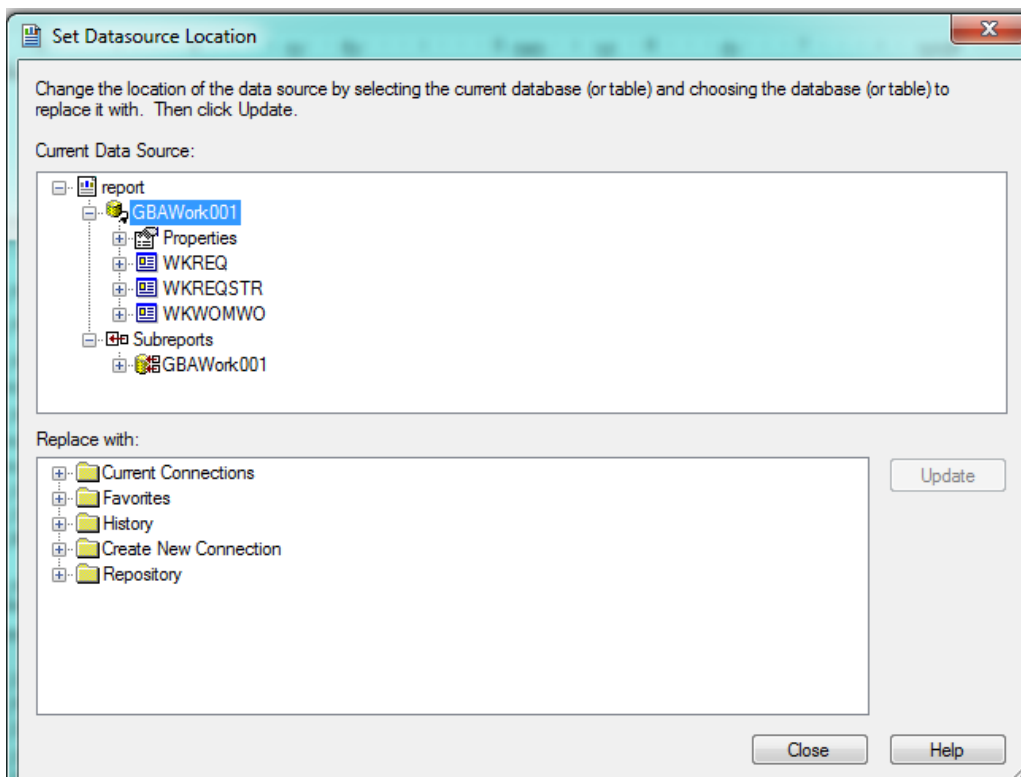 Set Datasource Location
Change the location of the data source by selecting the current database (or table) and choosing the database (or table) to
replace it with.  Then click Update.
Current Data Source:
report
GBAWork001
Properties
WKREQ
WKREQSTR
WKWOMWO
Subreports
GBAWork001
Replace with:
Current Connections
Update
Favorites
History
Create New Connection
Repository
Close
Help